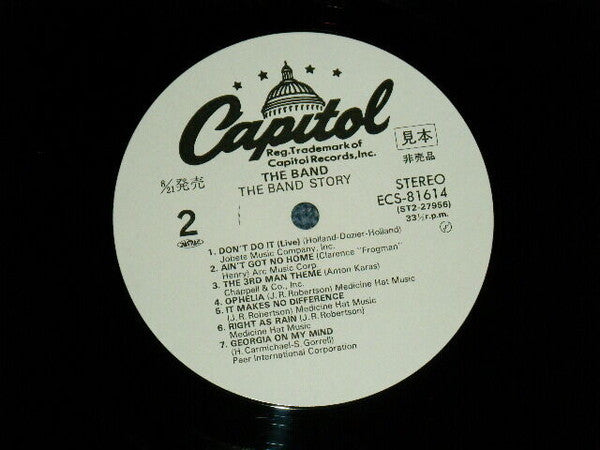 Capitol
Reg. Trademark of
Capitol Records, Inc.
見本
非売品
THE BAND
THE BAND STORY
8/21発売
2
STEREO
ECS-81614
(ST2-27956)
33⅓ r.p.m.
1. DON'T DO IT (Live) (Holland-Dozier-Holland)
Jobete Music Company, Inc.
2. AIN'T GOT NO HOME (Clarence "Frogman"
Henry) Arc Music Corp.
3. THE 3RD MAN THEME (Anton Karas)
Chappell & Co., Inc.
4. OPHELIA (J. R. Robertson) Medicine Hat Music
5. IT MAKES NO DIFFERENCE
(J. R. Robertson) Medicine Hat Music
6. RIGHT AS RAIN (J. R. Robertson)
Medicine Hat Music
7. GEORGIA ON MY MIND
(H. Carmichael-S. Gorrell)
Peer International Corporation